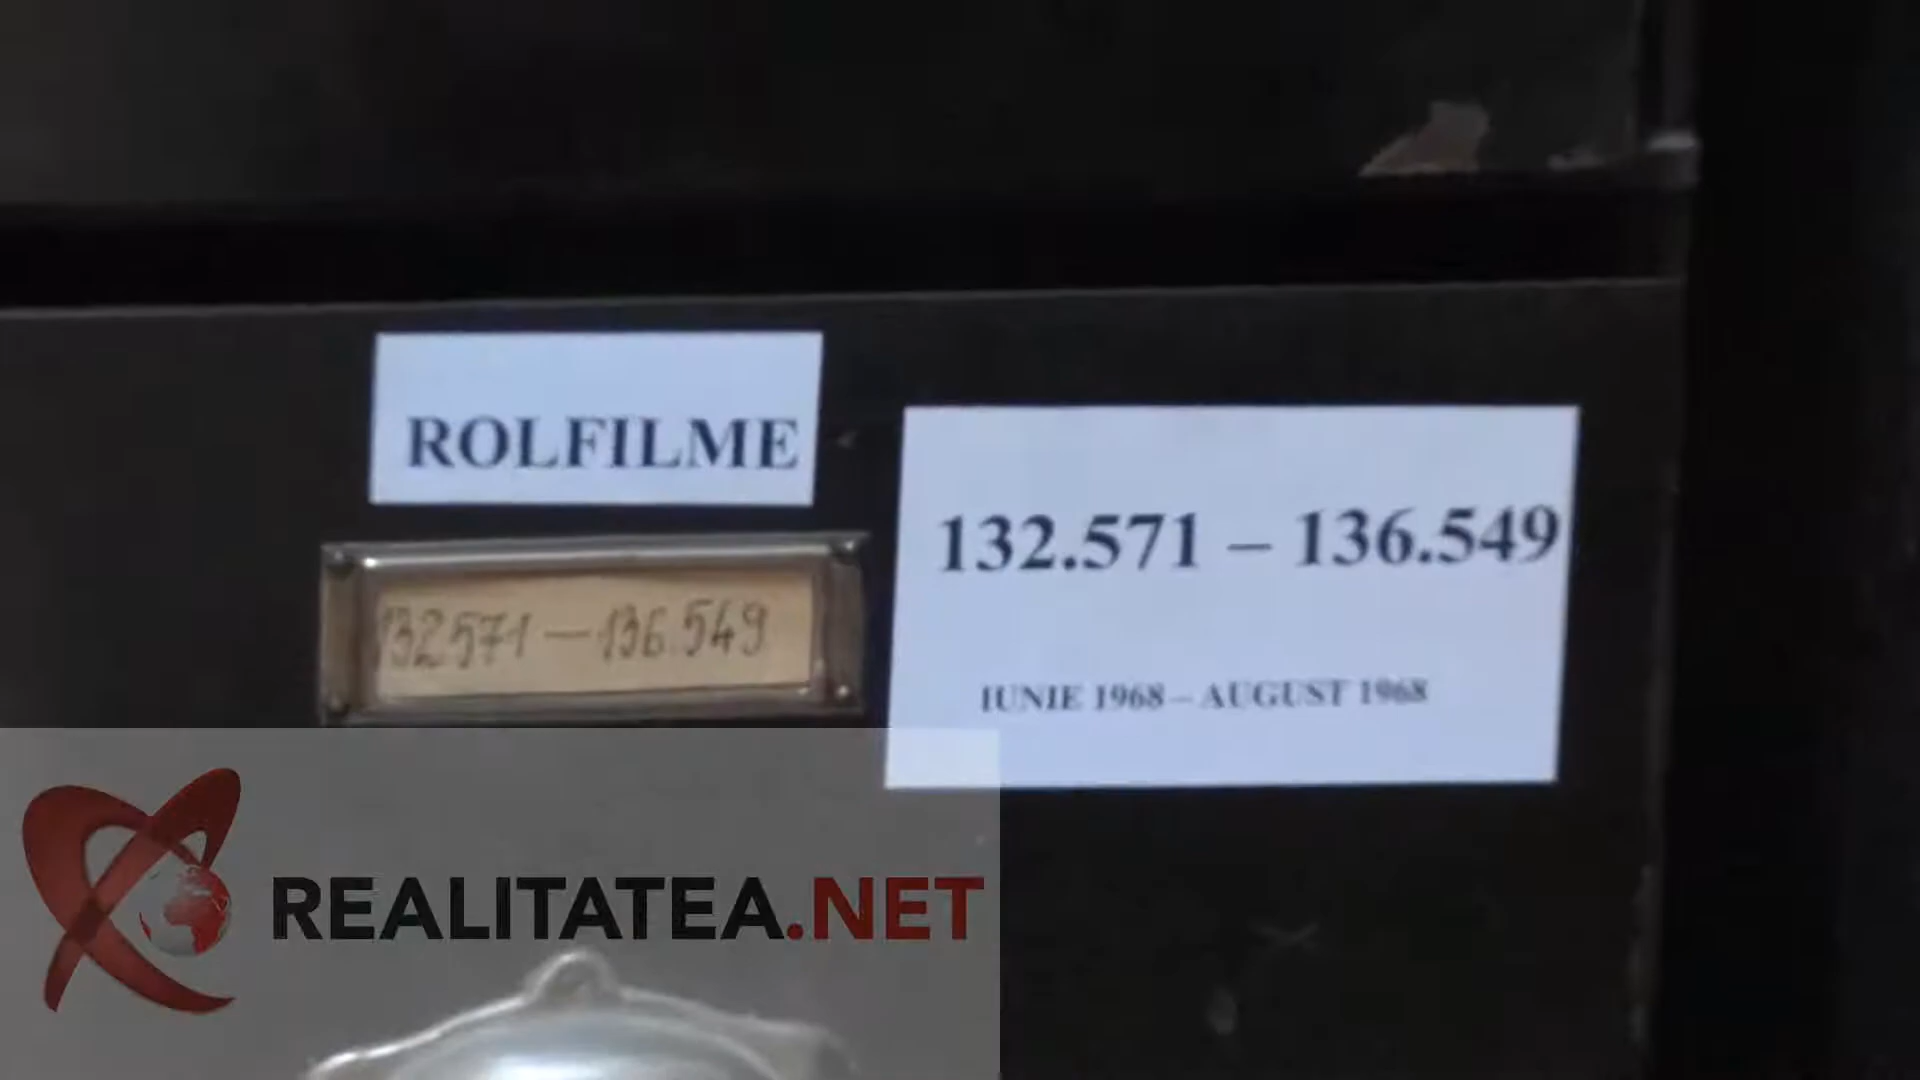 ROLFILME
132.571 – 136.549
132571 – 136.549
IUNIE 1968 – AUGUST 1968
REALITATEA.NET